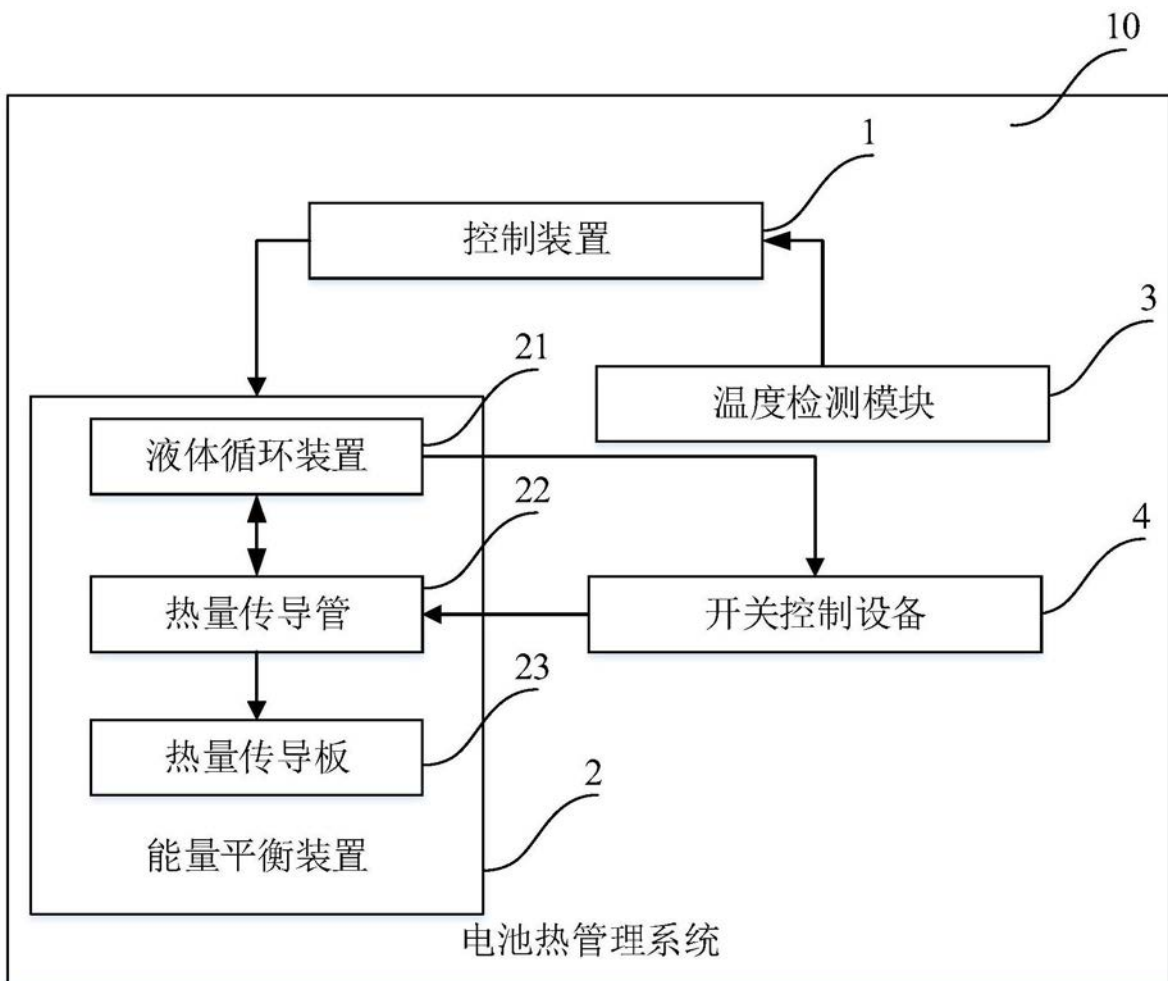 10
1
控制装置
3
温度检测模块
21
液体循环装置
22
热量传导管
4
开关控制设备
23
热量传导板
2
能量平衡装置
电池热管理系统